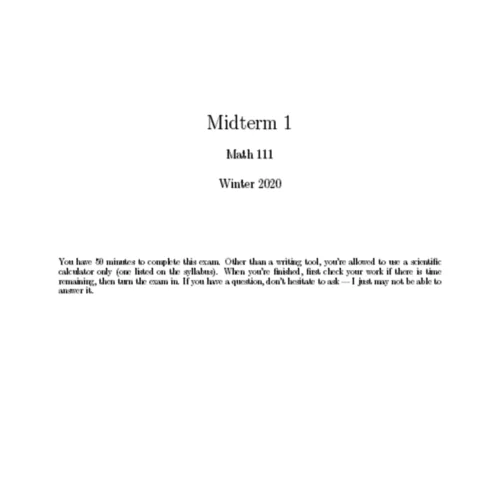 Midterm 1
Math 111
Winter 2020
You have 50 minutes to complete this exam. Other than a writing tool, you're allowed to use a scientific
calculator only (one listed on the syllabus). When you're finished, first check your work if there is time
remaining, then turn the exam in. If you have a question, don't hesitate to ask — I just may not be able to
answer it.